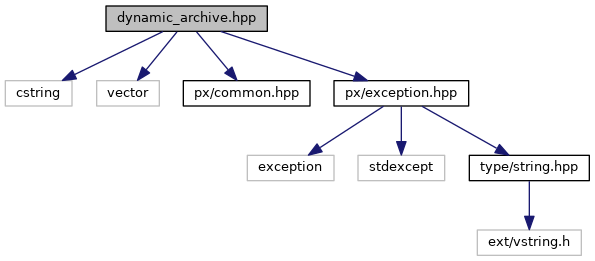 dynamic_archive.hpp
cstring
vector
px/common.hpp
px/exception.hpp
exception
stdexcept
type/string.hpp
ext/vstring.h